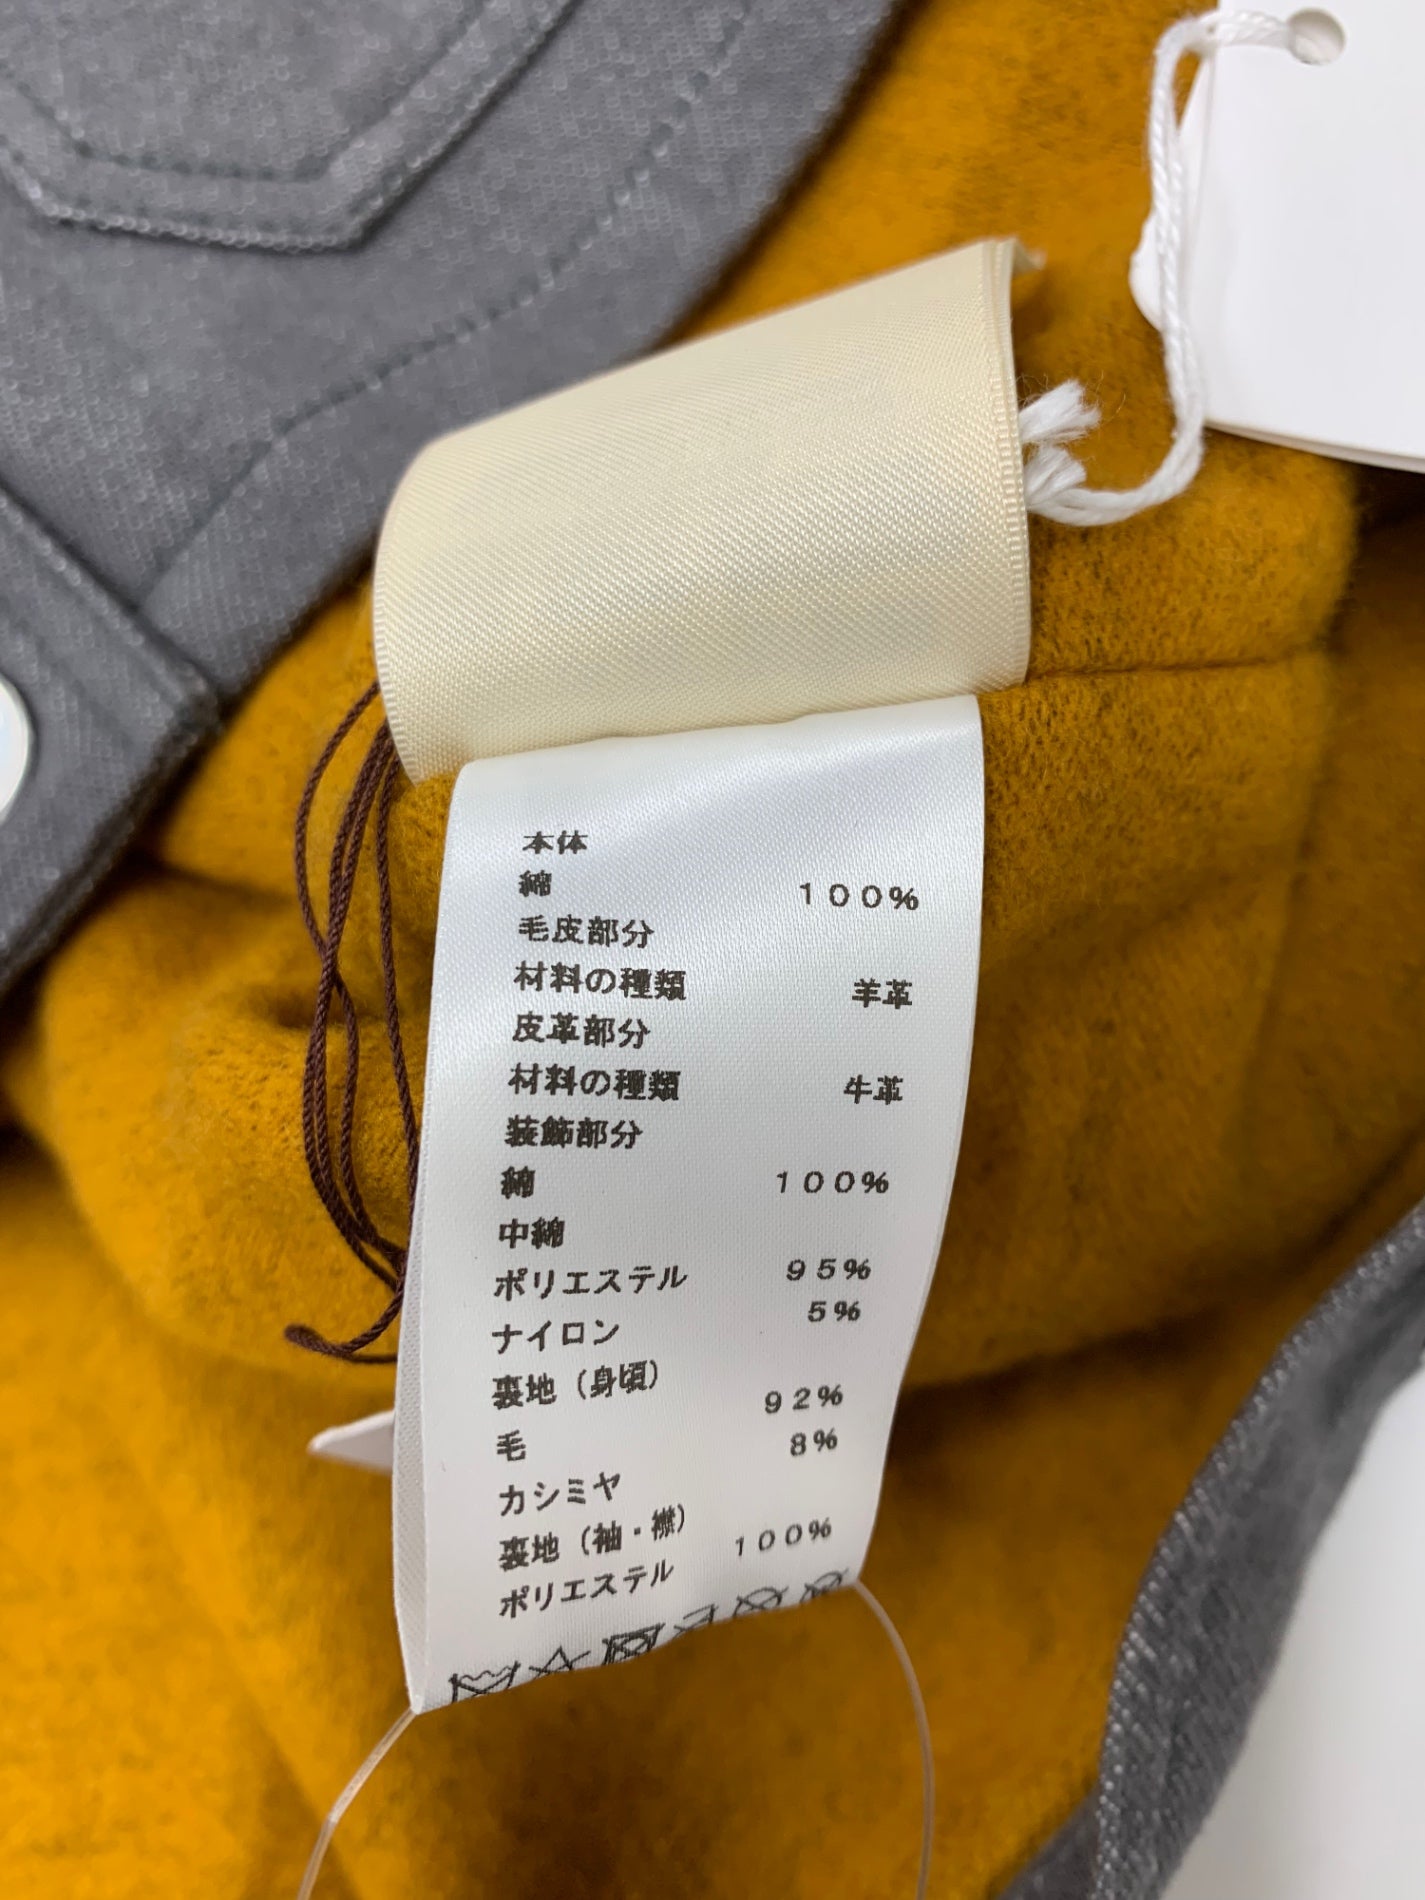 本体
綿 100%
毛皮部分
材料の種類 羊革
皮革部分
材料の種類 牛革
装飾部分
綿 100%
中綿
ポリエステル 95%
ナイロン 5%
裏地（身頃）
毛 92%
カシミヤ 8%
裏地（袖・襟）
ポリエステル 100%